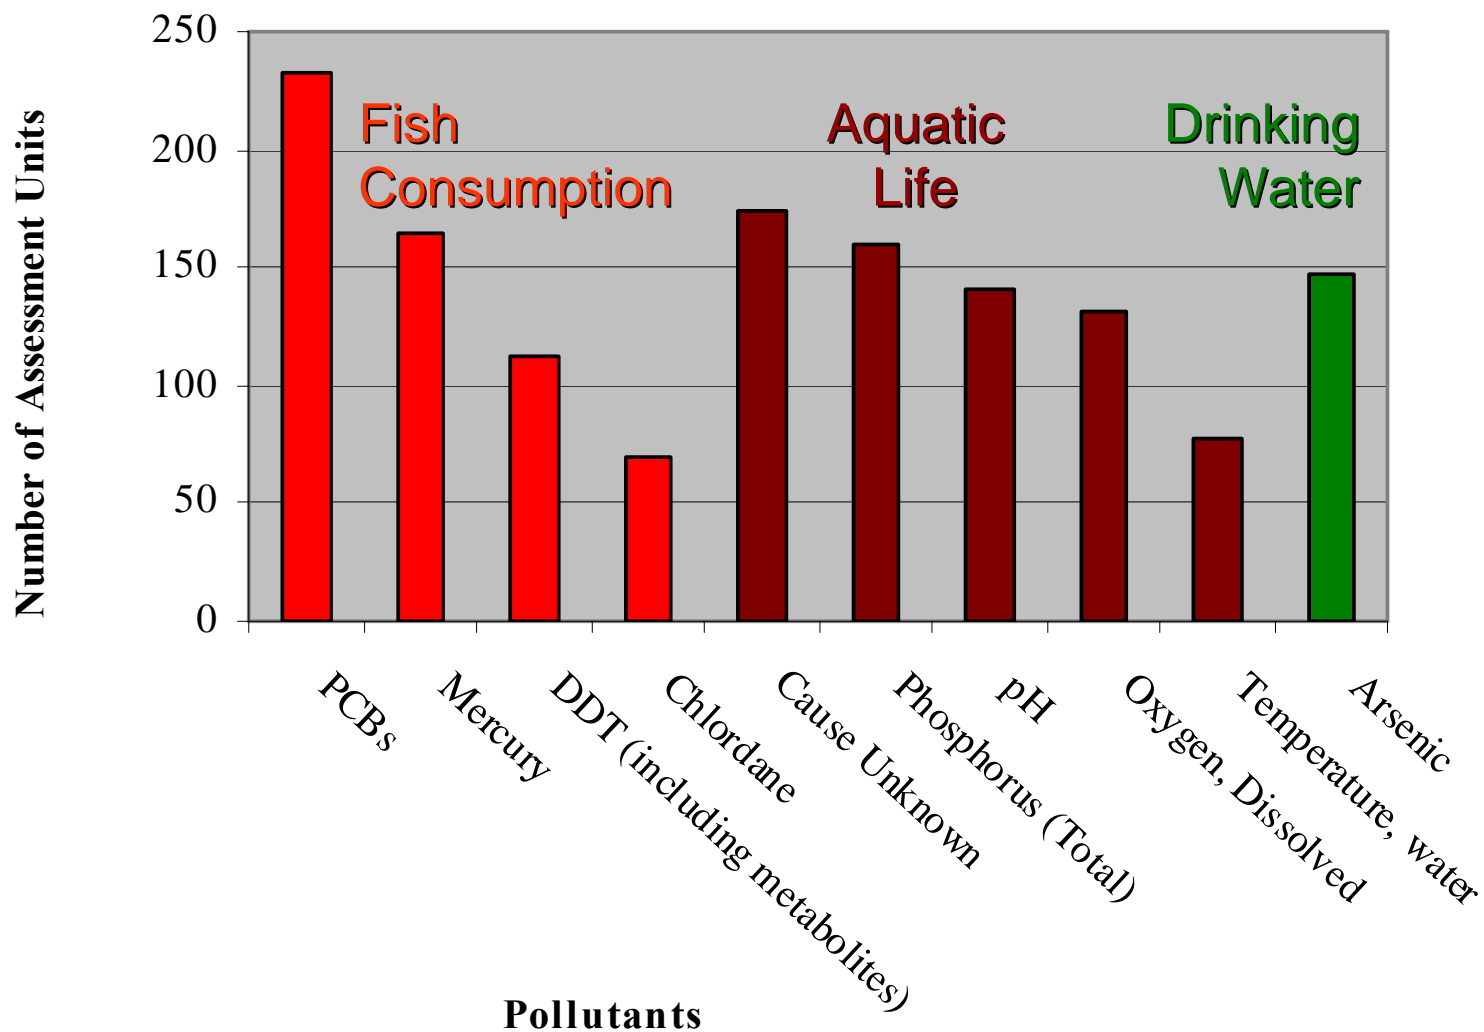 250
200
150
100
50
0
Number of Assessment Units
Fish
Consumption
Aquatic
Life
Drinking
Water
PCBs
Mercury
DDT (including metabolites)
Chlordane
Cause Unknown
Phosphorus (Total)
pH
Oxygen, Dissolved
Temperature, water
Arsenic
Pollutants